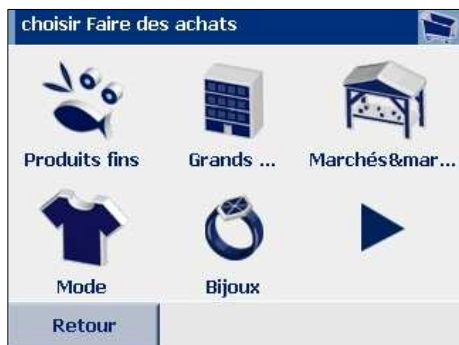 choisir Faire des achats
Produits fins
Grands ...
Marchés&mar...
Mode
Bijoux
Retour